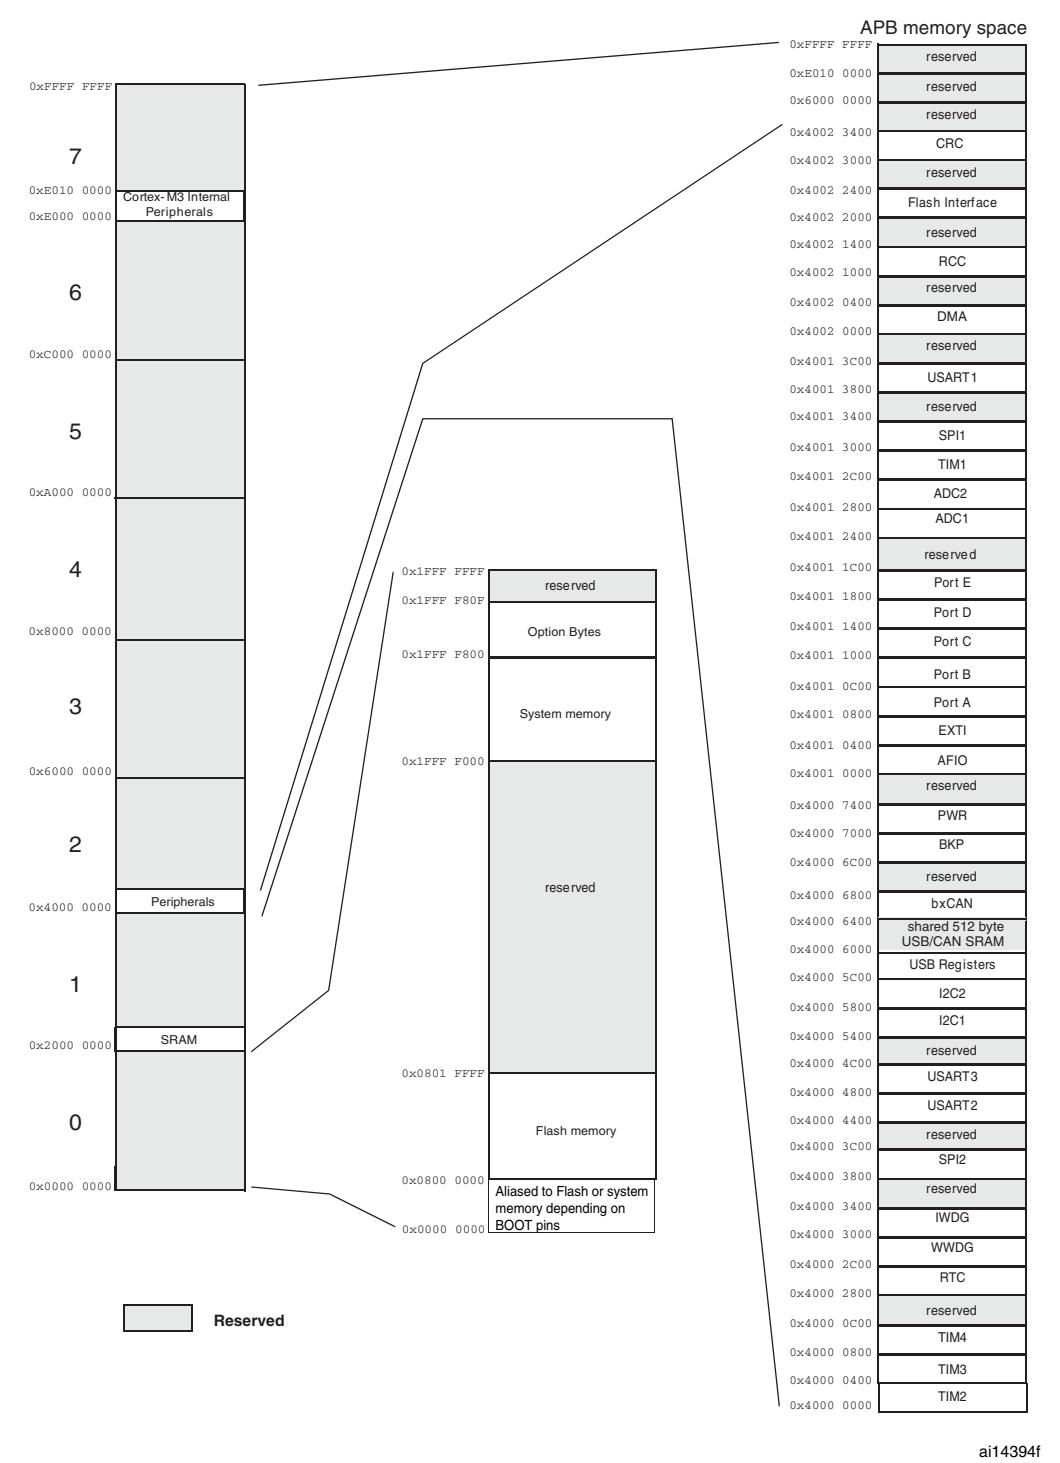 APB memory space
0xFFFF FFFF
reserved
0xE010 0000
reserved
0x6000 0000
reserved
0x4002 3400
CRC
0x4002 3000
reserved
0x4002 2400
Flash Interface
0x4002 2000
reserved
0x4002 1400
RCC
0x4002 1000
reserved
0x4002 0400
DMA
0x4002 0000
reserved
0x4001 3C00
USART1
0x4001 3800
reserved
0x4001 3400
SPI1
0x4001 3000
TIM1
0x4001 2C00
ADC2
0x4001 2800
ADC1
0x4001 2400
reserved
0x4001 1C00
Port E
0x4001 1800
Port D
0x4001 1400
Port C
0x4001 1000
Port B
0x4001 0C00
Port A
0x4001 0800
EXTI
0x4001 0400
AFIO
0x4001 0000
reserved
0x4000 7400
PWR
0x4000 7000
BKP
0x4000 6C00
reserved
0x4000 6800
bxCAN
0x4000 6400
shared 512 byte
USB/CAN SRAM
0x4000 6000
USB Registers
0x4000 5C00
I2C2
0x4000 5800
I2C1
0x4000 5400
reserved
0x4000 4C00
USART3
0x4000 4800
USART2
0x4000 4400
reserved
0x4000 3C00
SPI2
0x4000 3800
reserved
0x4000 3400
IWDG
0x4000 3000
WWDG
0x4000 2C00
RTC
0x4000 2800
reserved
0x4000 0C00
TIM4
0x4000 0800
TIM3
0x4000 0400
TIM2
0x4000 0000
0xFFFF FFFF
7
0xE010 0000
Cortex-M3 Internal
Peripherals
0xE000 0000
6
0xC000 0000
5
0xA000 0000
4
0x8000 0000
3
0x6000 0000
2
Peripherals
0x4000 0000
1
SRAM
0x2000 0000
0
0x0000 0000
0x1FFF FFFF
reserved
0x1FFF F80F
Option Bytes
0x1FFF F800
System memory
0x1FFF F000
reserved
0x0801 FFFF
Flash memory
0x0800 0000
Aliased to Flash or system
memory depending on
BOOT pins
0x0000 0000
Reserved
ai14394f